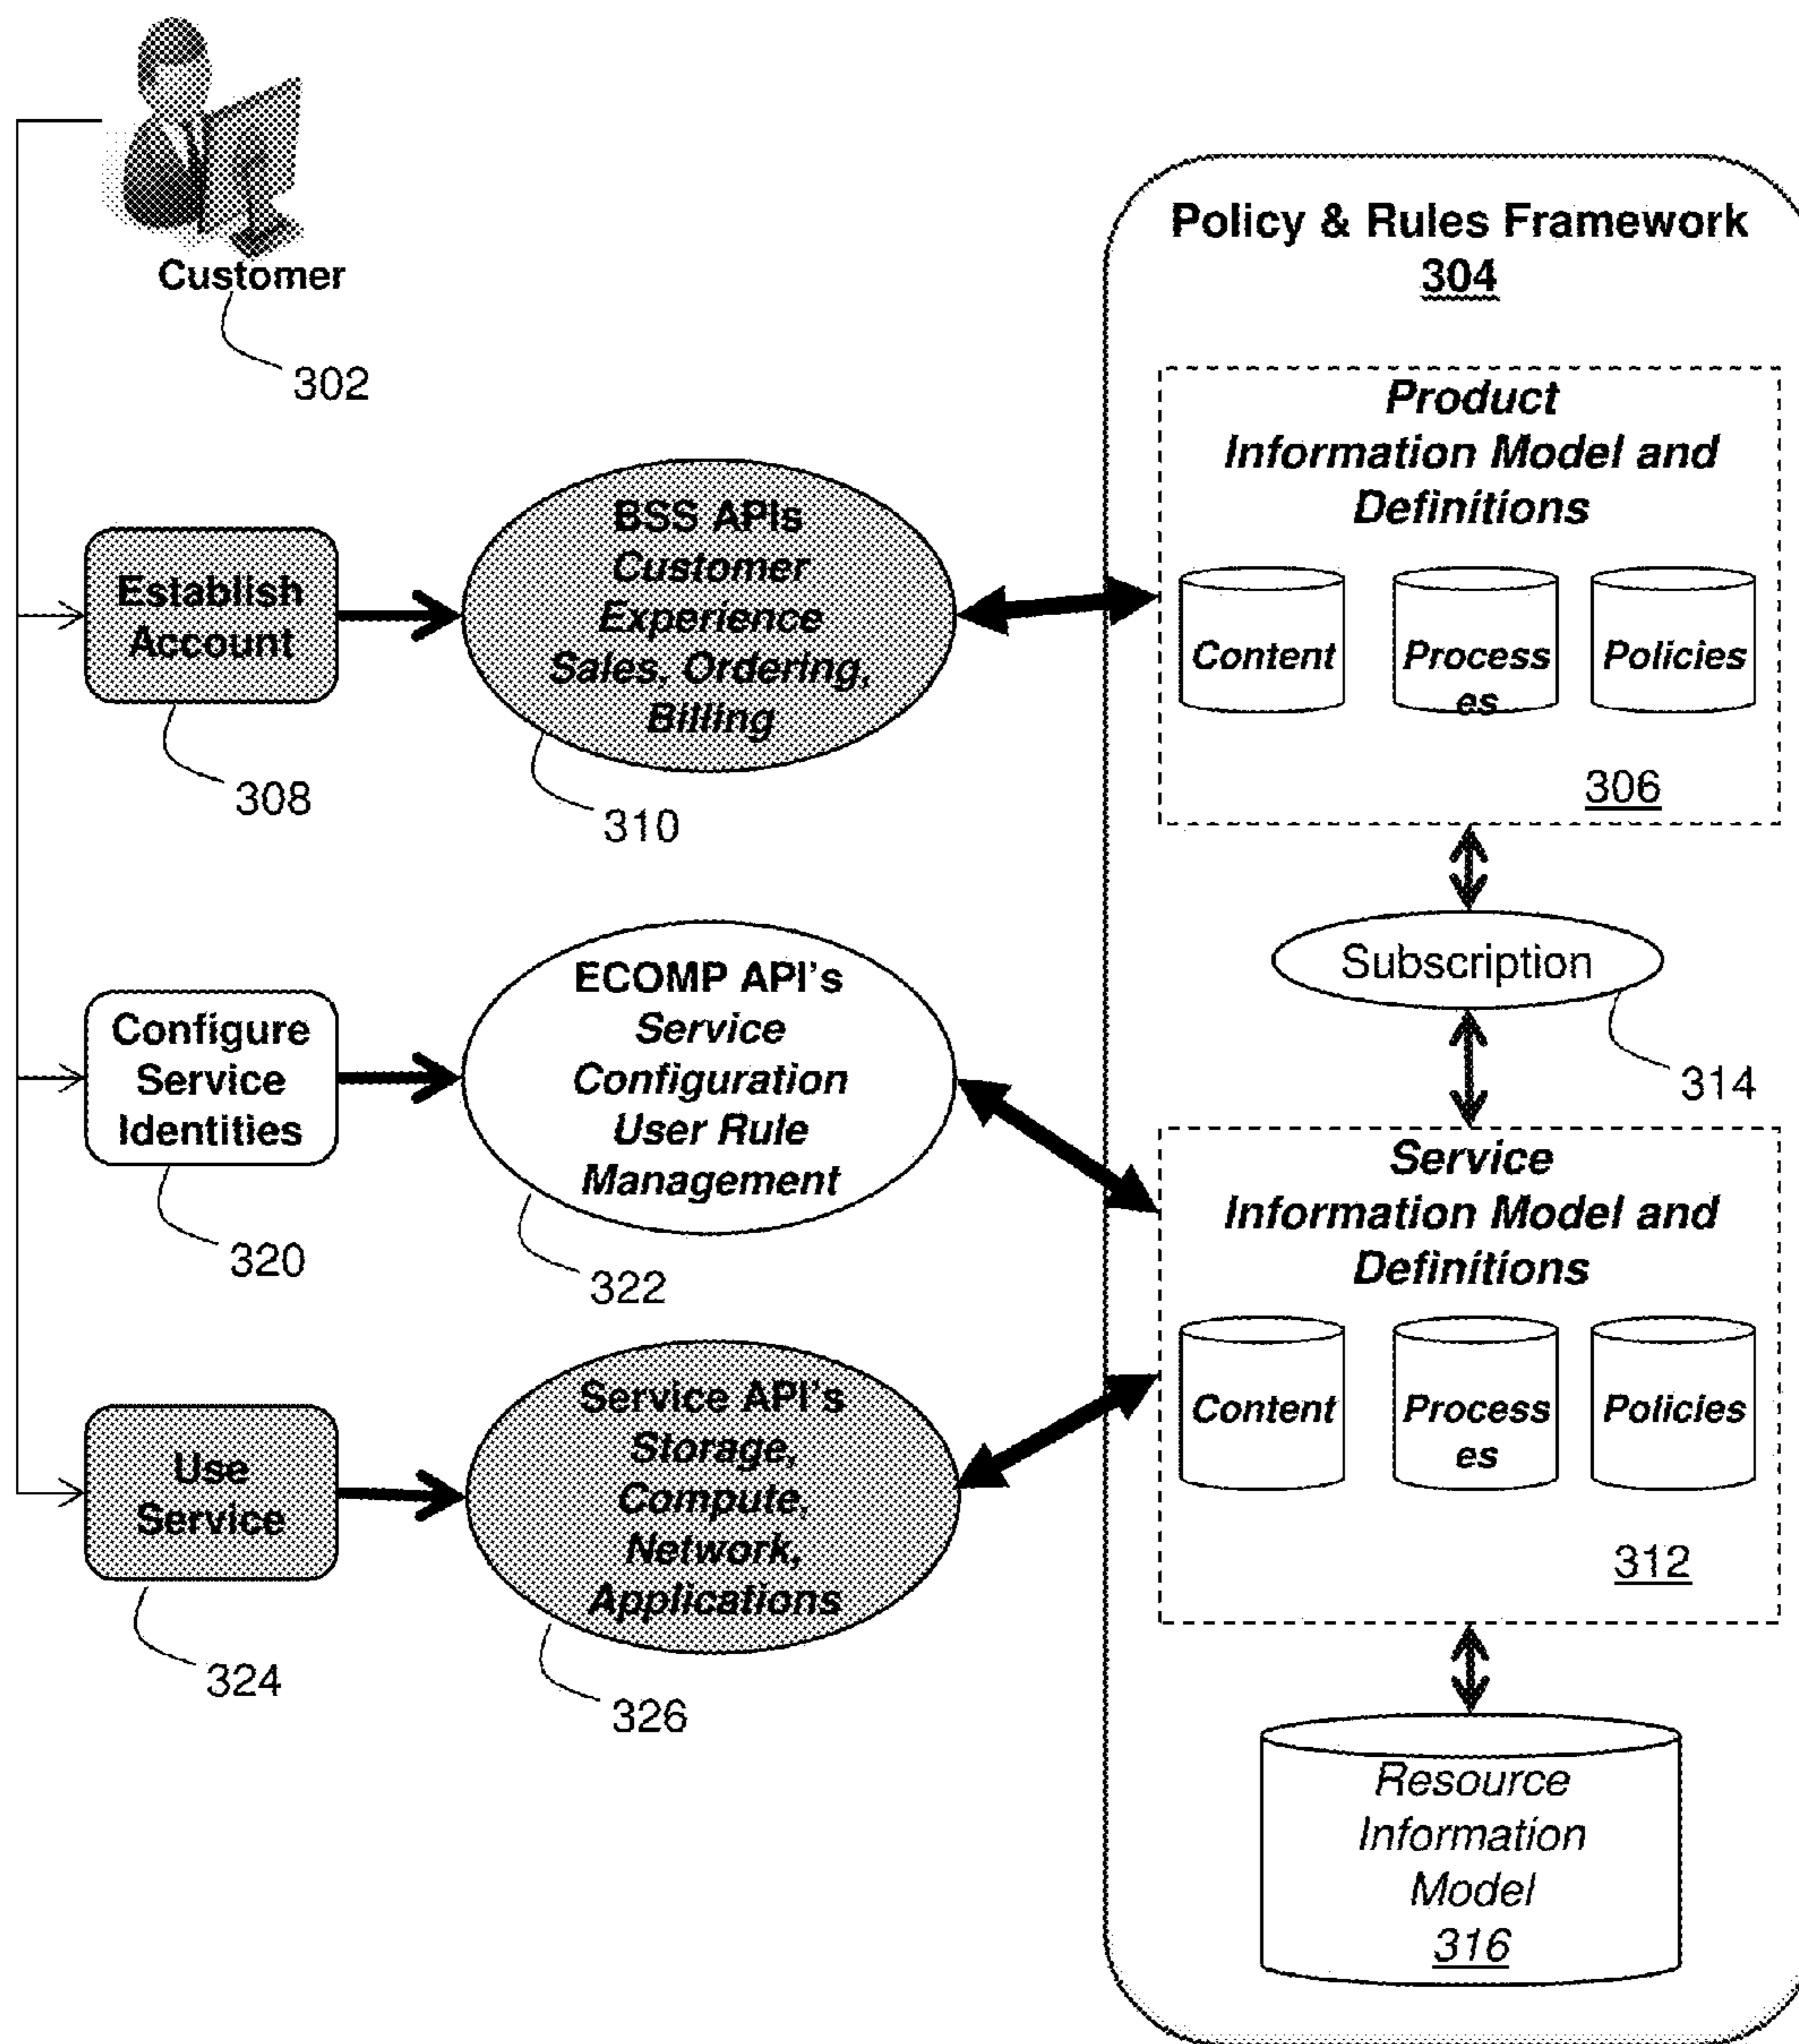 Customer
302
Policy & Rules Framework
304
Product
Information Model and
Definitions
Content
Process
es
Policies
306
Establish
Account
308
BSS APIs
Customer
Experience
Sales, Ordering,
Billing
310
Subscription
314
Configure
Service
Identities
320
ECOMP API's
Service
Configuration
User Rule
Management
322
Service
Information Model and
Definitions
Content
Process
es
Policies
312
Use
Service
324
Service API's
Storage,
Compute,
Network,
Applications
326
Resource
Information
Model
316